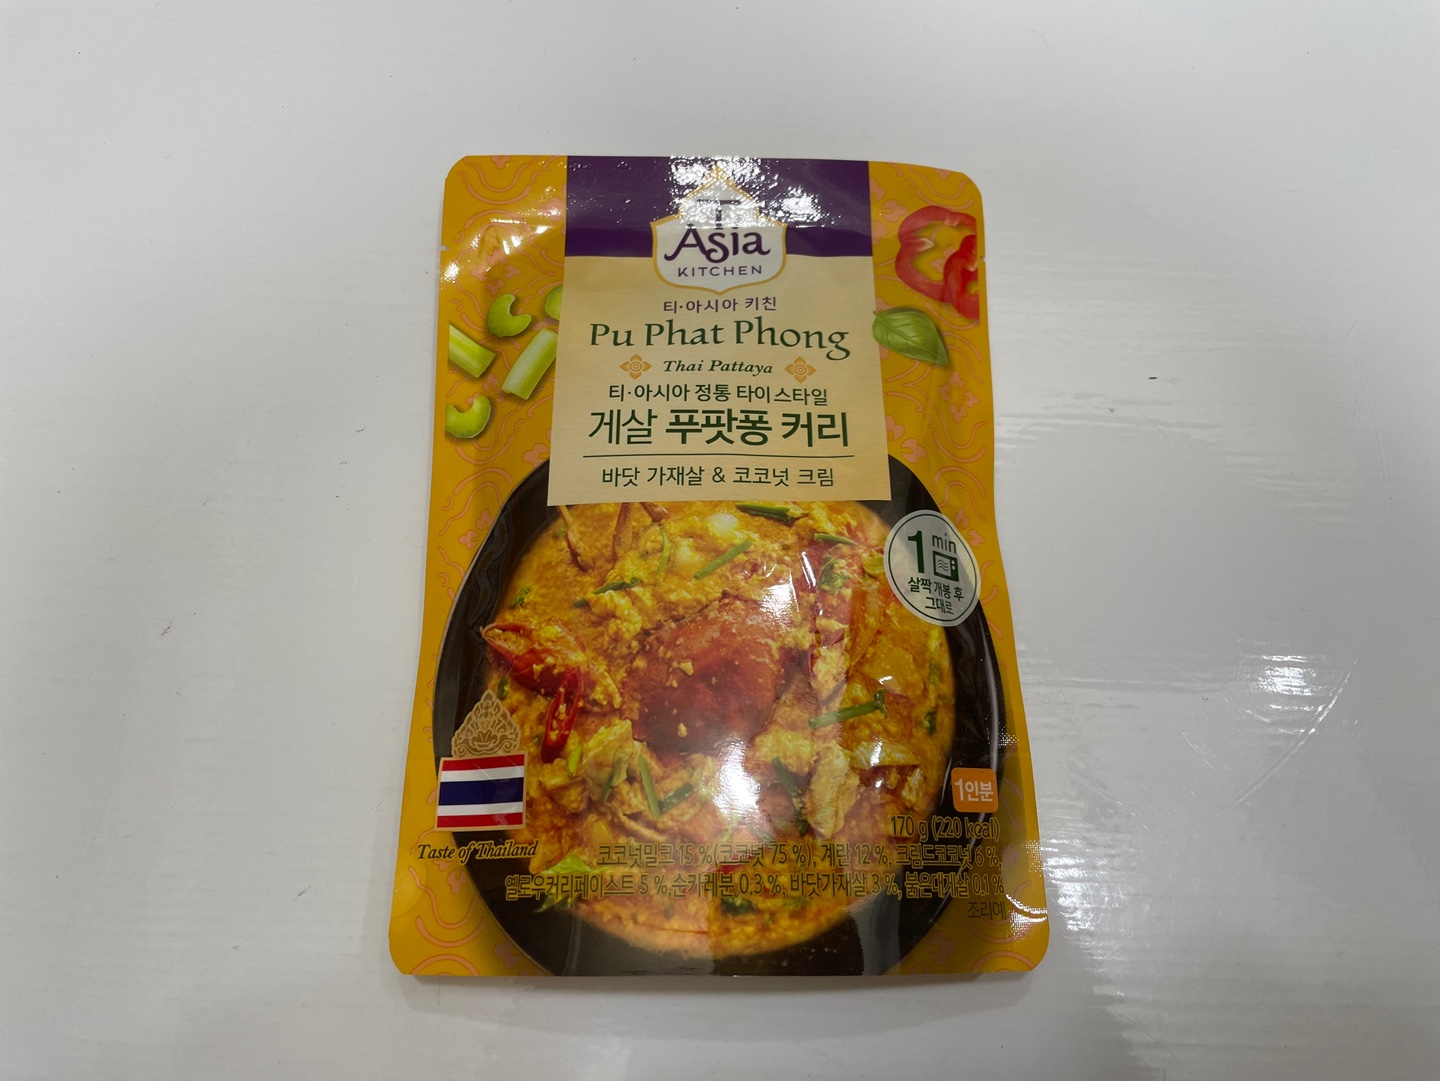 T
Asia
KITCHEN
티·아시아 키친
Pu Phat Phong
Thai Pattaya
티·아시아 정통 타이 스타일
게살 푸팟퐁 커리
바닷 가재살 & 코코넛 크림
1 min
살짝 개봉 후
그대로
1인분
170 g (220 kcal)
Taste of Thailand
코코넛밀크 15 %(코코넛 75 %), 계란 12 %, 크림드코코넛 6 %,
옐로우커리페이스트 5 %, 순카레분 0.3 %, 바닷가재살 3 %, 붉은대게살 0.1 %
조리예